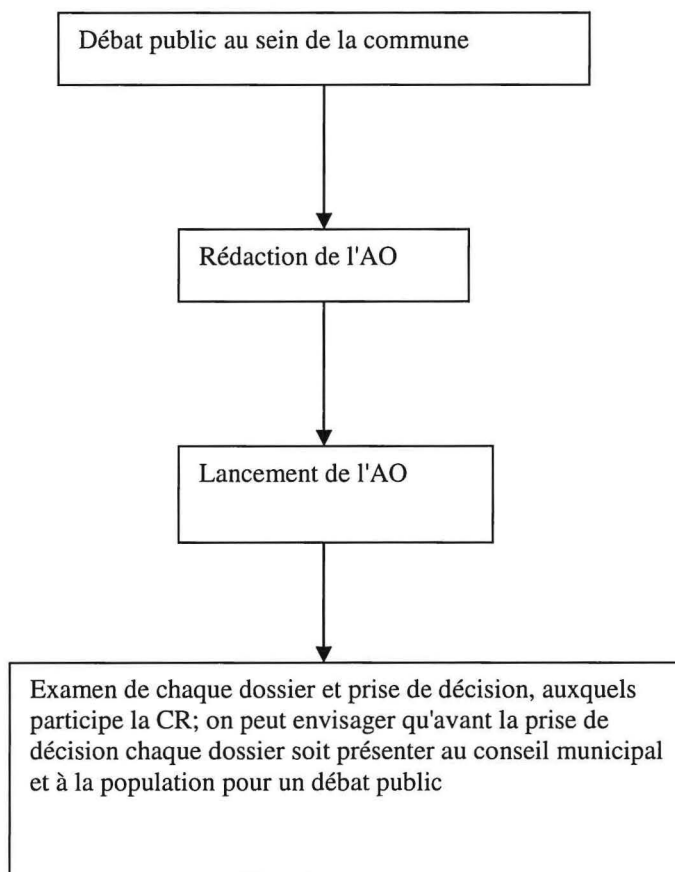 Débat public au sein de la commune
Rédaction de l'AO
Lancement de l'AO
Examen de chaque dossier et prise de décision, auxquels
participe la CR; on peut envisager qu'avant la prise de
décision chaque dossier soit présenter au conseil municipal
et à la population pour un débat public